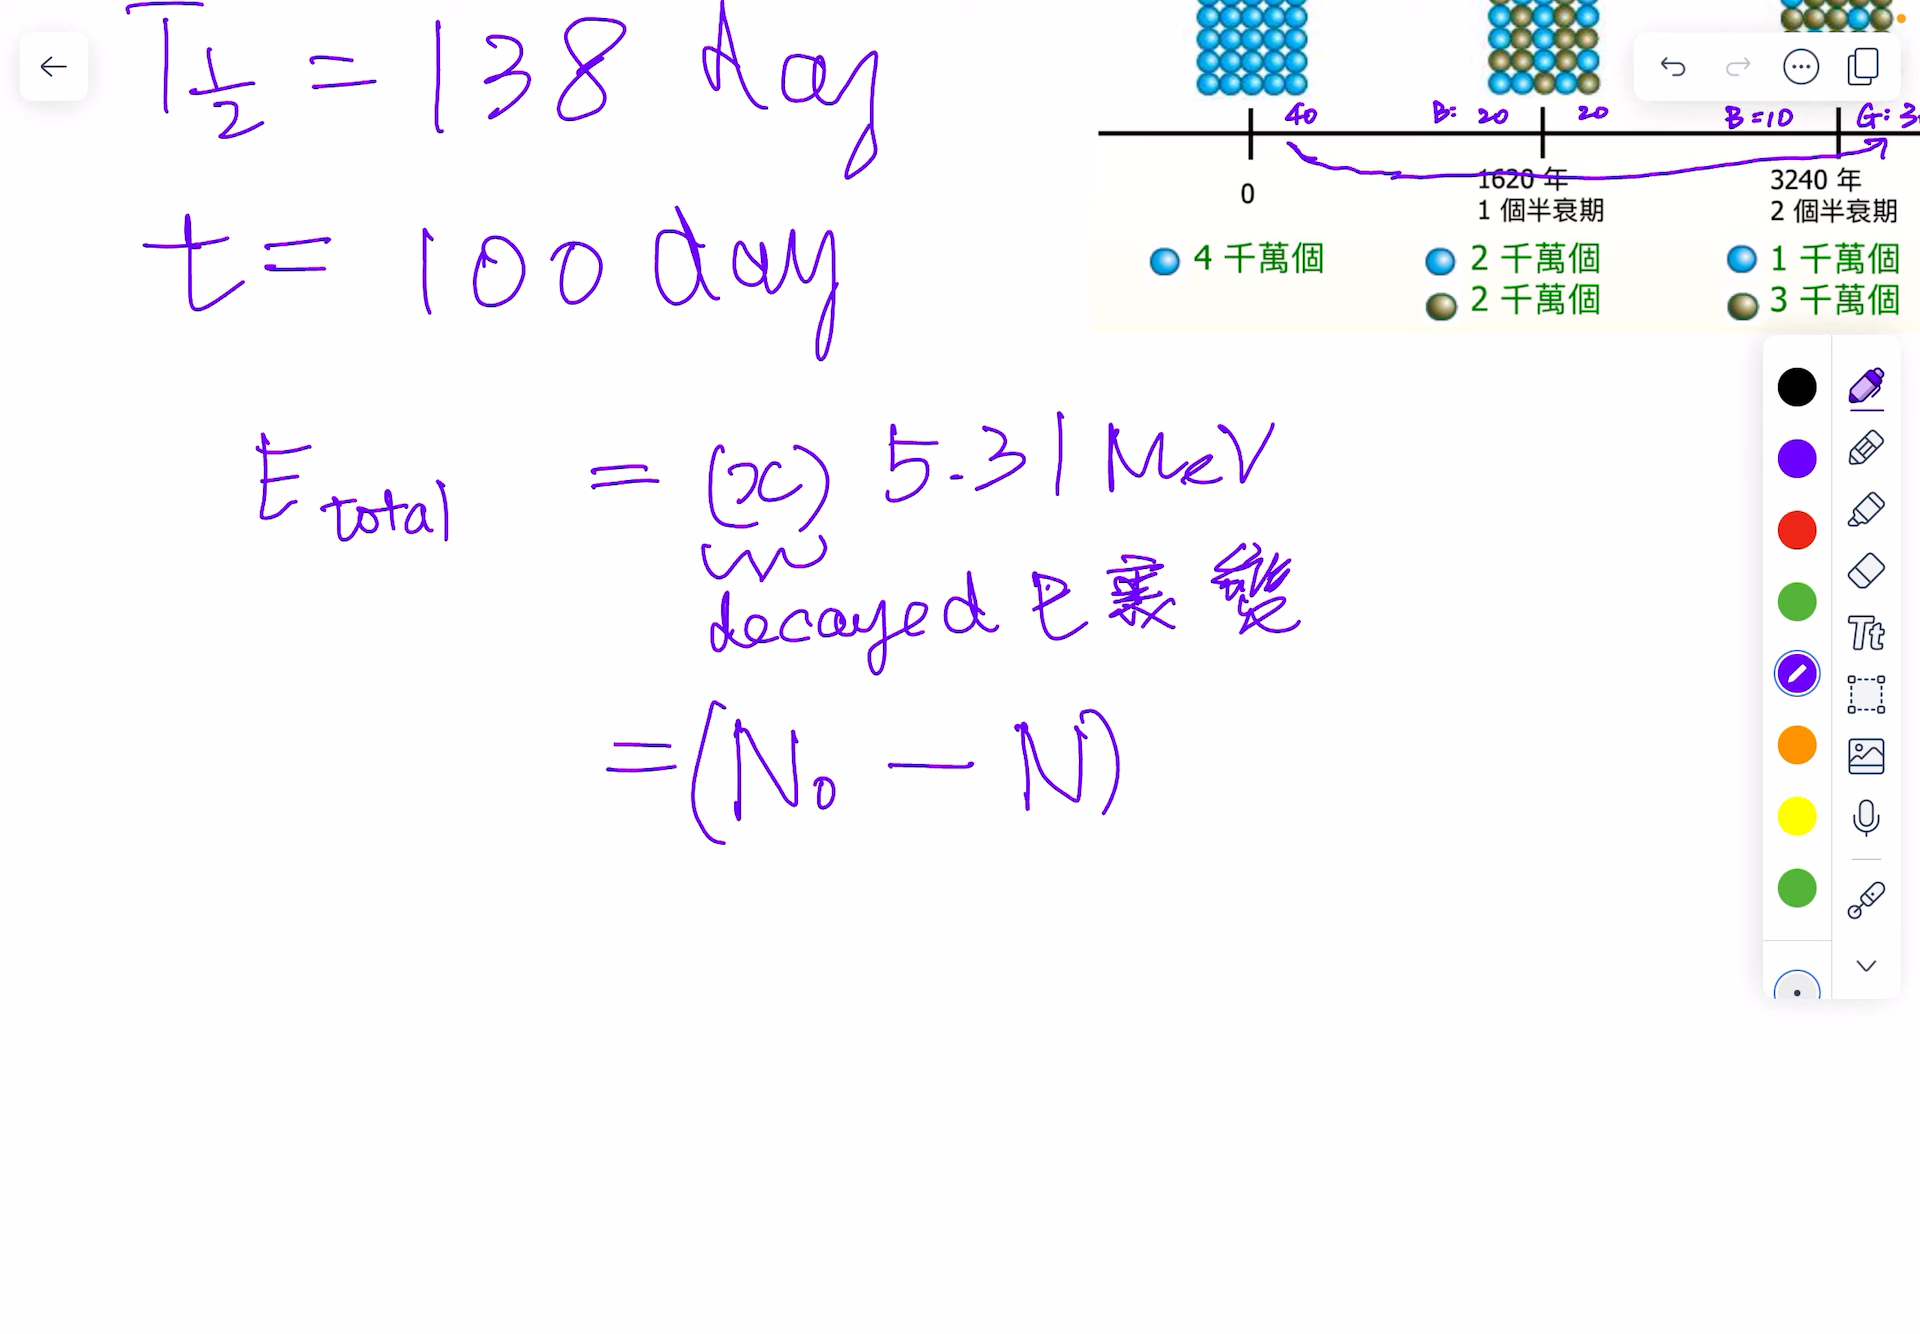 T½ = 138 day
t = 100 day
40 B: 20 20 B=10 G: 3
0 1620 年 3240 年
1 個半衰期 2 個半衰期
4 千萬個 2 千萬個 1 千萬個
2 千萬個 3 千萬個
E total = (x) 5.31 MeV
decayed 已衰變
= (N₀ - N)
Tt